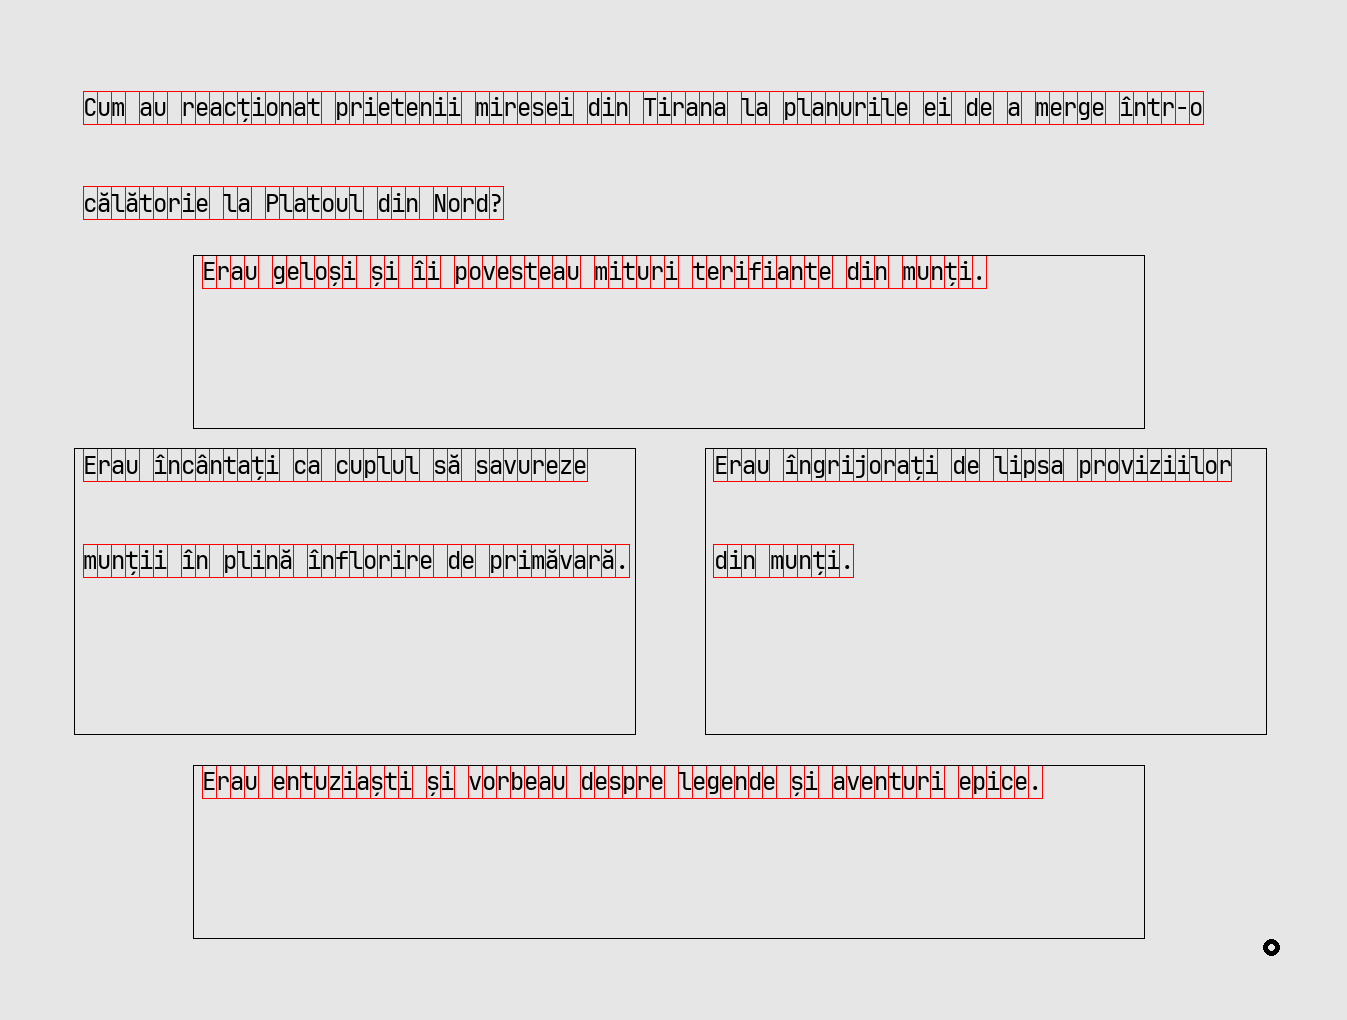 Cum au reacționat prietenii miresei din Tirana la planurile ei de a merge într-o
călătorie la Platoul din Nord?
Erau geloși și îi povesteau mituri terifiante din munți.
Erau încântați ca cuplul să savureze
munții în plină înflorire de primăvară.
Erau îngrijorați de lipsa proviziilor
din munți.
Erau entuziaști și vorbeau despre legende și aventuri epice.